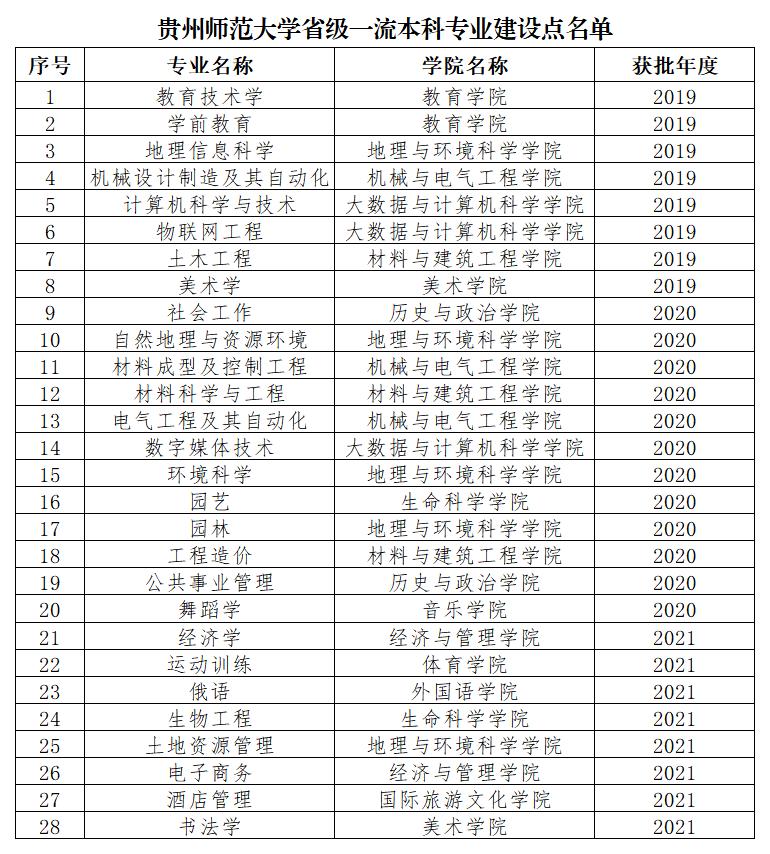 贵州师范大学省级一流本科专业建设点名单
序号 专业名称 学院名称 获批年度
1 教育技术学 教育学院 2019
2 学前教育 教育学院 2019
3 地理信息科学 地理与环境科学学院 2019
4 机械设计制造及其自动化 机械与电气工程学院 2019
5 计算机科学与技术 大数据与计算机科学学院 2019
6 物联网工程 大数据与计算机科学学院 2019
7 土木工程 材料与建筑工程学院 2019
8 美术学 美术学院 2019
9 社会工作 历史与政治学院 2020
10 自然地理与资源环境 地理与环境科学学院 2020
11 材料成型及控制工程 机械与电气工程学院 2020
12 材料科学与工程 材料与建筑工程学院 2020
13 电气工程及其自动化 机械与电气工程学院 2020
14 数字媒体技术 大数据与计算机科学学院 2020
15 环境科学 地理与环境科学学院 2020
16 园艺 生命科学学院 2020
17 园林 地理与环境科学学院 2020
18 工程造价 材料与建筑工程学院 2020
19 公共事业管理 历史与政治学院 2020
20 舞蹈学 音乐学院 2020
21 经济学 经济与管理学院 2021
22 运动训练 体育学院 2021
23 俄语 外国语学院 2021
24 生物工程 生命科学学院 2021
25 土地资源管理 地理与环境科学学院 2021
26 电子商务 经济与管理学院 2021
27 酒店管理 国际旅游文化学院 2021
28 书法学 美术学院 2021